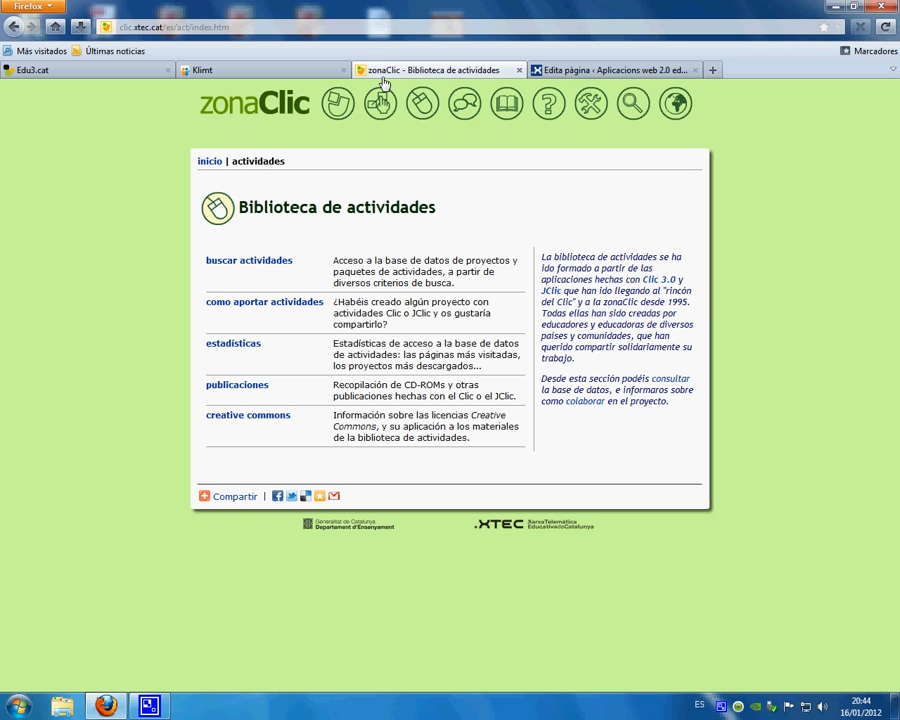 Firefox
clic.xtec.cat/es/act/index.htm
Más visitados Últimas noticias Marcadores
Edu3.cat Klimt zonaClic - Biblioteca de actividades Edita pàgina ‹ Aplicacions web 2.0 ed...
zonaClic
inicio | actividades
Biblioteca de actividades
buscar actividades
Acceso a la base de datos de proyectos y
paquetes de actividades, a partir de
diversos criterios de busca.
como aportar actividades
¿Habéis creado algún proyecto con
actividades Clic o JClic y os gustaría
compartirlo?
estadísticas
Estadísticas de acceso a la base de datos
de actividades: las páginas más visitadas,
los proyectos más descargados...
publicaciones
Recopilación de CD-ROMs y otras
publicaciones hechas con el Clic o el JClic.
creative commons
Información sobre las licencias Creative
Commons, y su aplicación a los materiales
de la biblioteca de actividades.
La biblioteca de actividades se ha
ido formado a partir de las
aplicaciones hechas con Clic 3.0 y
JClic que han ido llegando al "rincón
del Clic" y a la zonaClic desde 1995.
Todas ellas han sido creadas por
educadores y educadoras de diversos
paises y comunidades, que han
querido compartir solidariamente su
trabajo.
Desde esta sección podéis consultar
la base de datos, e informaros sobre
como colaborar en el proyecto.
Compartir |
Generalitat de Catalunya
Departament d'Ensenyament
.XTEC XarxaTelemàtica
EducativadeCatalunya
ES
20:44
16/01/2012